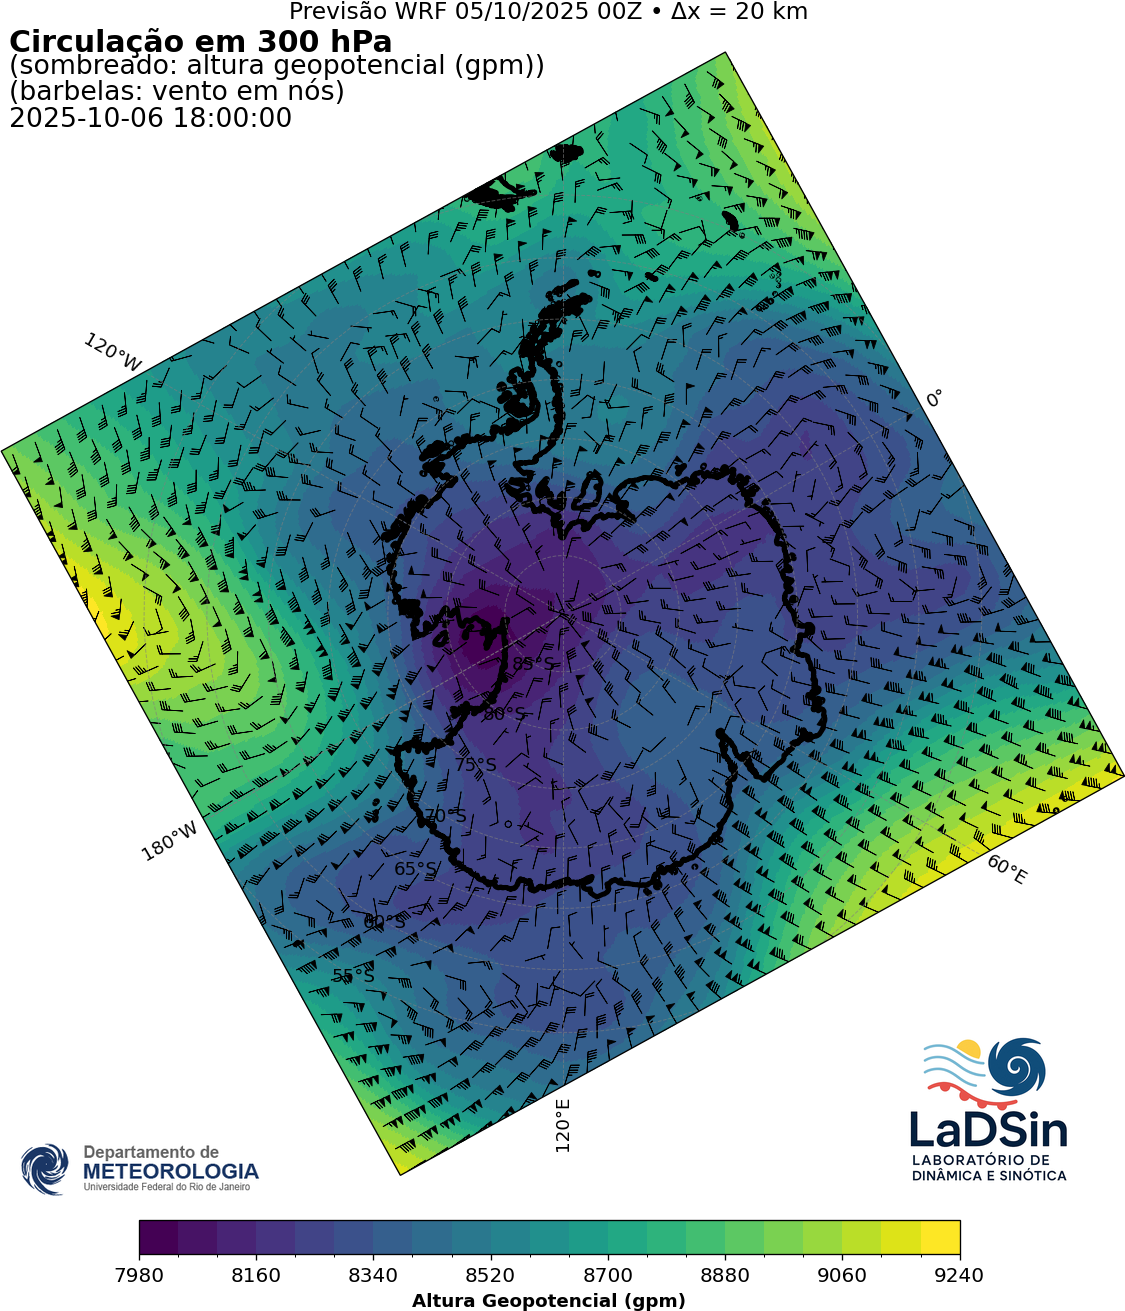 Previsão WRF 05/10/2025 00Z • Δx = 20 km
Circulação em 300 hPa
(sombreado: altura geopotencial (gpm))
(barbelas: vento em nós)
2025-10-06 18:00:00
120°W
0°
85°S
80°S
75°S
70°S
65°S
60°S
55°S
180°W
60°E
120°E
LaDSin
LABORATÓRIO DE
DINÂMICA E SINÓTICA
Departamento de
METEOROLOGIA
Universidade Federal do Rio de Janeiro
7980 8160 8340 8520 8700 8880 9060 9240
Altura Geopotencial (gpm)